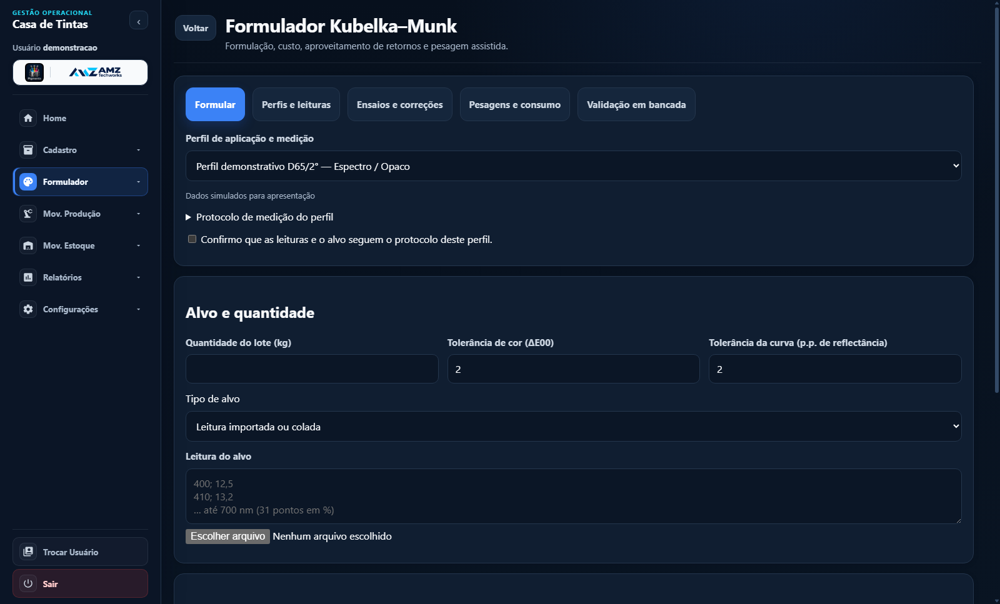 GESTÃO OPERACIONAL
Casa de Tintas
‹
Usuário demonstracao
Pigmento
AMZ
Techworks
Home
Cadastro
Formulador
Mov. Produção
Mov. Estoque
Relatórios
Configurações
Trocar Usuário
Sair
Voltar
Formulador Kubelka–Munk
Formulação, custo, aproveitamento de retornos e pesagem assistida.
Formular
Perfis e leituras
Ensaios e correções
Pesagens e consumo
Validação em bancada
Perfil de aplicação e medição
Perfil demonstrativo D65/2° — Espectro / Opaco
Dados simulados para apresentação
Protocolo de medição do perfil
Confirmo que as leituras e o alvo seguem o protocolo deste perfil.
Alvo e quantidade
Quantidade do lote (kg)
Tolerância de cor (ΔE00)
2
Tolerância da curva (p.p. de reflectância)
2
Tipo de alvo
Leitura importada ou colada
Leitura do alvo
400; 12,5
410; 13,2
... até 700 nm (31 pontos em %)
Escolher arquivo Nenhum arquivo escolhido